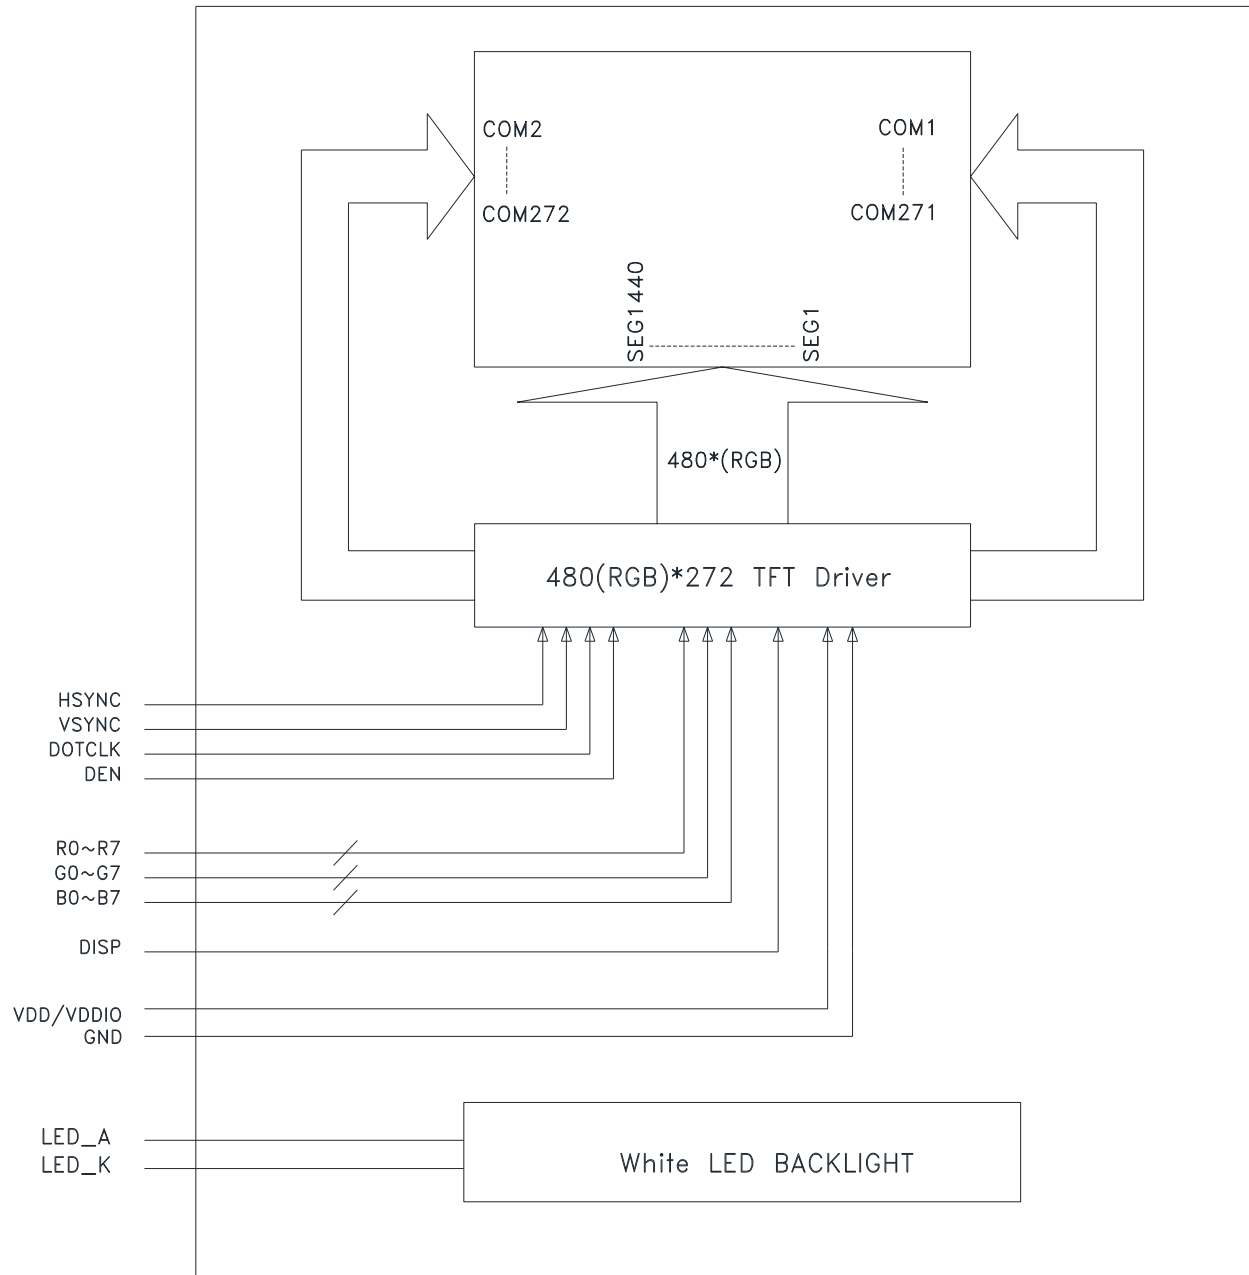 COM2
COM1
COM272
COM271
SEG1440
SEG1
480*(RGB)
480(RGB)*272 TFT Driver
HSYNC
VSYNC
DOTCLK
DEN
R0~R7
G0~G7
B0~B7
DISP
VDD/VDDIO
GND
LED_A
LED_K
White LED BACKLIGHT